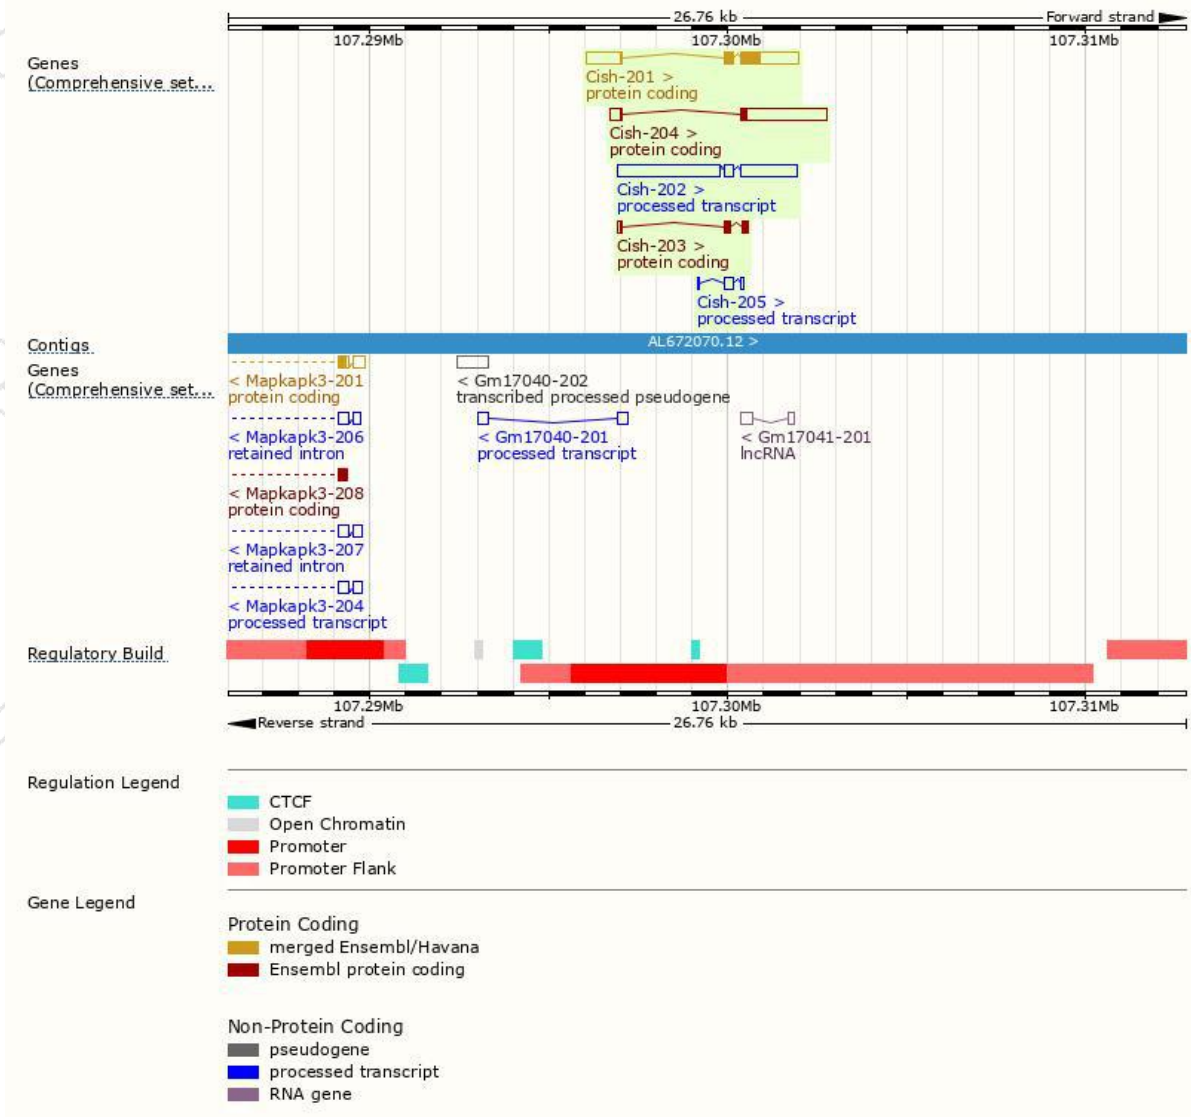 26.76 kb Forward strand
107.29Mb 107.30Mb 107.31Mb
Genes
(Comprehensive set...
Cish-201 >
protein coding
Cish-204 >
protein coding
Cish-202 >
processed transcript
Cish-203 >
protein coding
Cish-205 >
processed transcript
Contigs
AL672070.12 >
Genes
(Comprehensive set...
< Mapkapk3-201
protein coding
< Gm17040-202
transcribed processed pseudogene
< Mapkapk3-206
retained intron
< Gm17040-201
processed transcript
< Gm17041-201
lncRNA
< Mapkapk3-208
protein coding
< Mapkapk3-207
retained intron
< Mapkapk3-204
processed transcript
Regulatory Build
107.29Mb 107.30Mb 107.31Mb
Reverse strand 26.76 kb
Regulation Legend
CTCF
Open Chromatin
Promoter
Promoter Flank
Gene Legend
Protein Coding
merged Ensembl/Havana
Ensembl protein coding
Non-Protein Coding
pseudogene
processed transcript
RNA gene